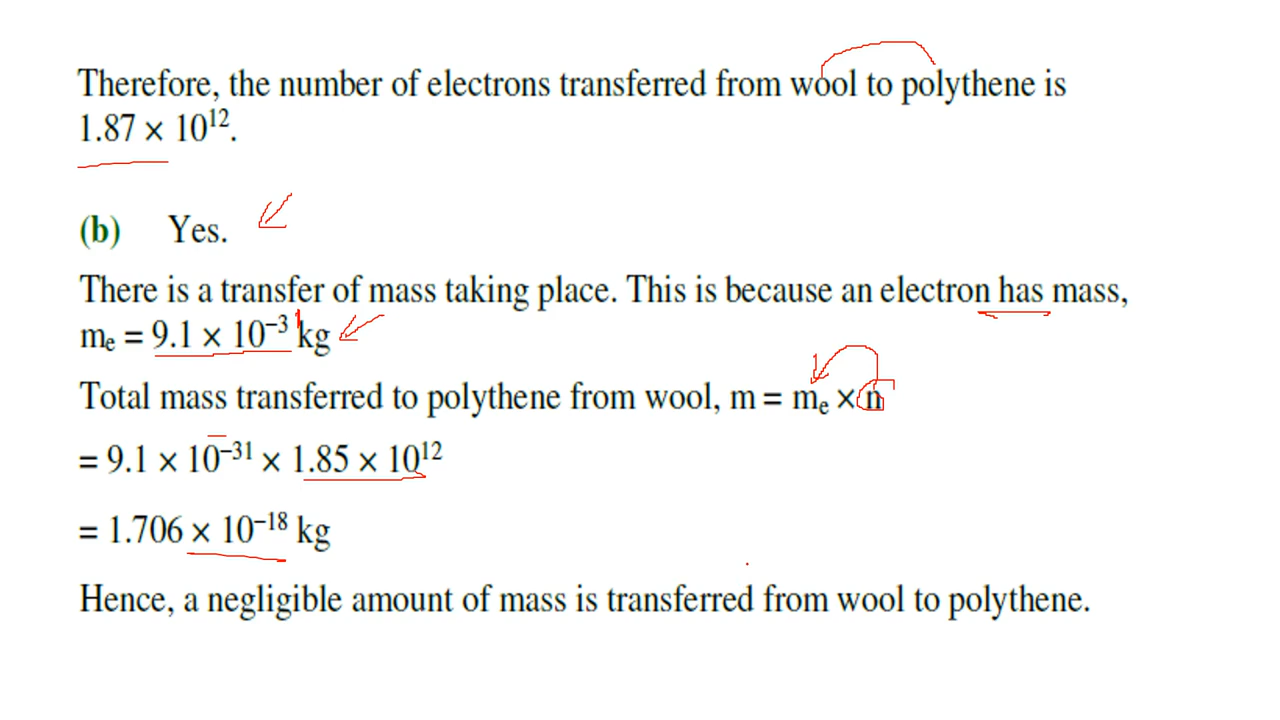 Therefore, the number of electrons transferred from wool to polythene is
1.87 × 10¹².
(b) Yes.
There is a transfer of mass taking place. This is because an electron has mass,
mₑ = 9.1 × 10⁻³1 kg
Total mass transferred to polythene from wool, m = mₑ × n
= 9.1 × 10⁻³¹ × 1.85 × 10¹²
= 1.706 × 10⁻¹⁸ kg
Hence, a negligible amount of mass is transferred from wool to polythene.